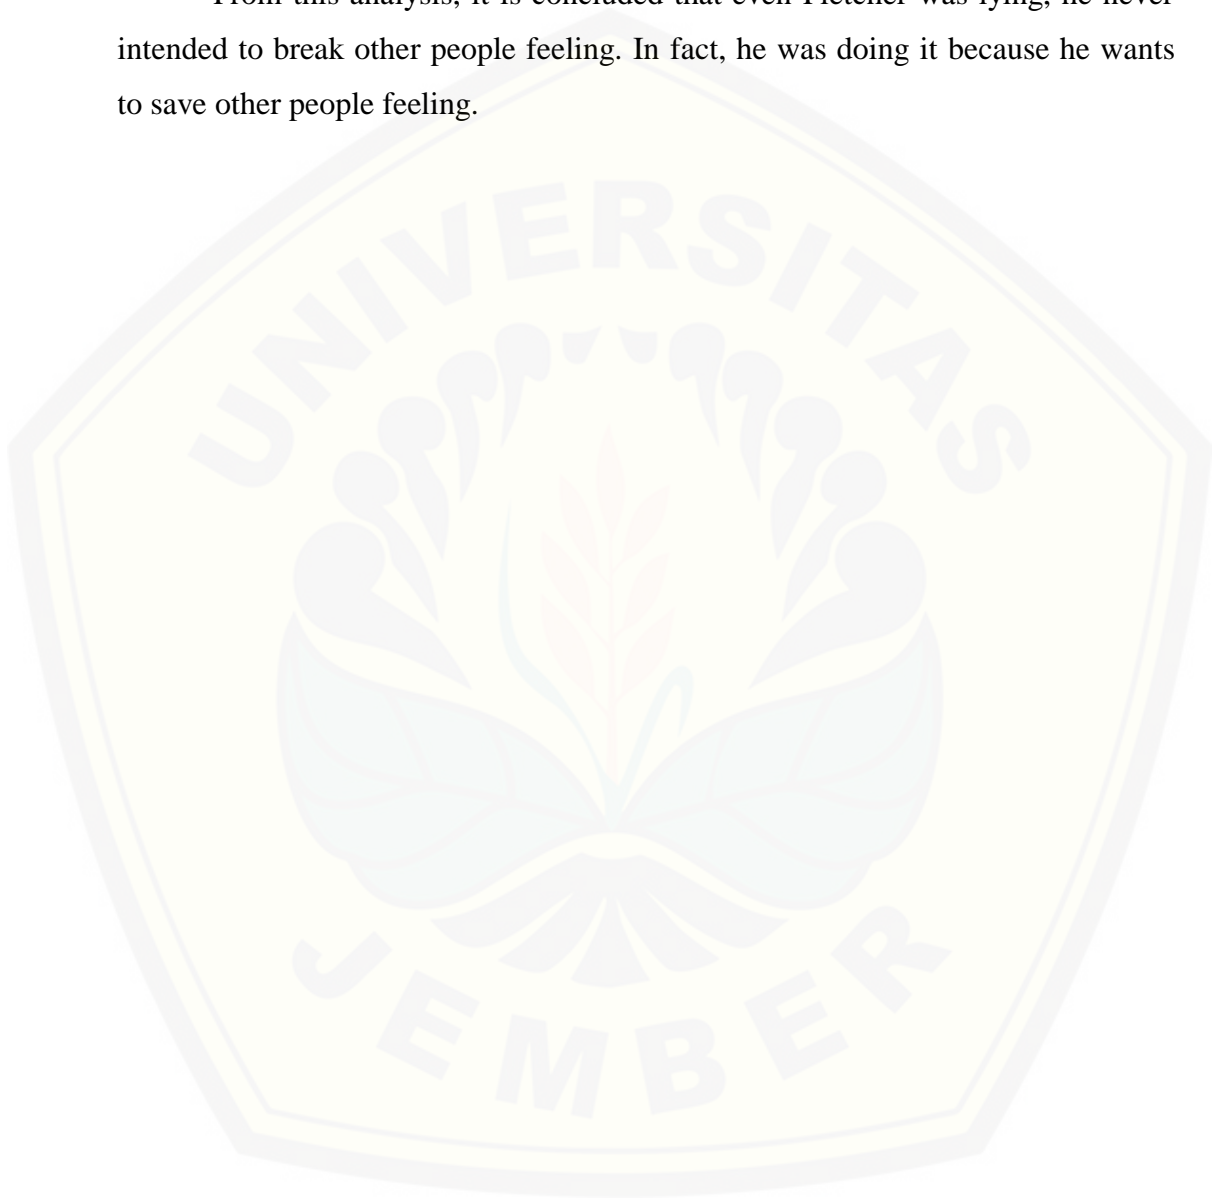 From this analysis, it is concluded that even Fletcher was lying, he never
intended to break other people feeling. In fact, he was doing it because he wants
to save other people feeling.
UNIVERSITAS
JEMBER